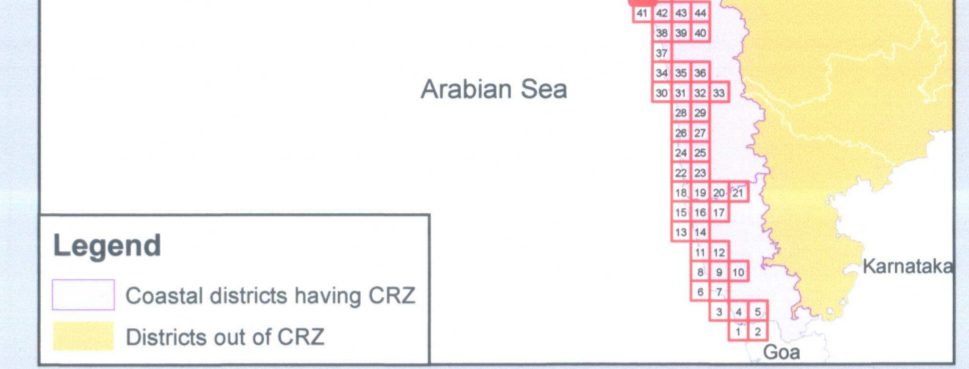 41 42 43 44
38 39 40
37
34 35 36
Arabian Sea
30 31 32 33
28 29
26 27
24 25
22 23
18 19 20 21
15 16 17
13 14
Legend
11 12
Karnataka
8 9 10
Coastal districts having CRZ
6 7
3 4 5
Districts out of CRZ
1 2
Goa